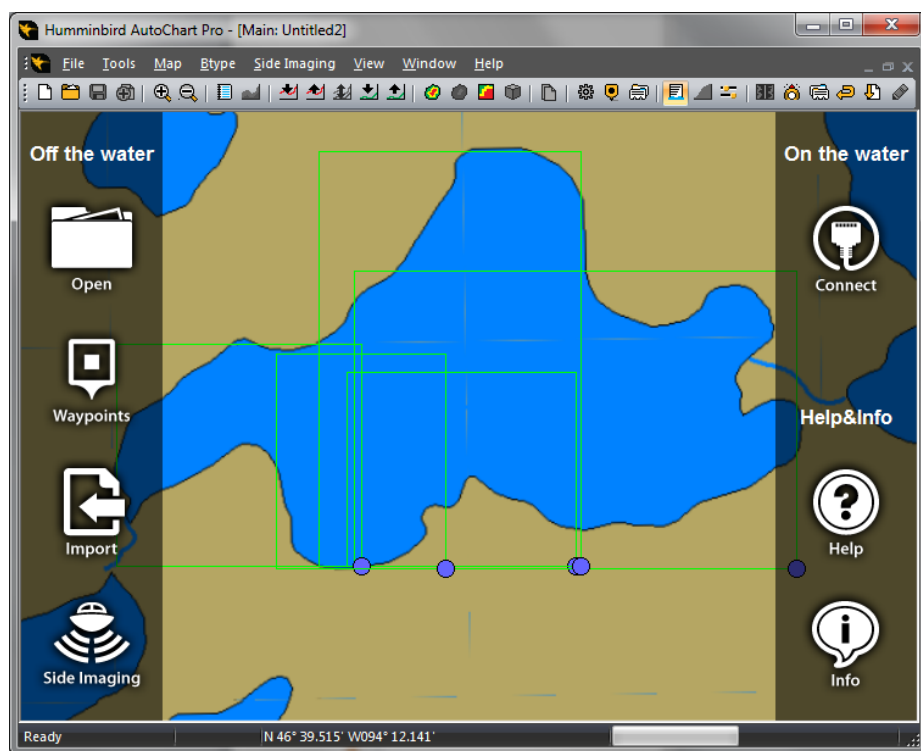 Humminbird AutoChart Pro - [Main: Untitled2]
File Tools Map Btype Side Imaging View Window Help
Off the water
On the water
Open
Connect
Waypoints
Help&Info
Import
Help
Side Imaging
Info
Ready
N 46° 39.515' W094° 12.141'